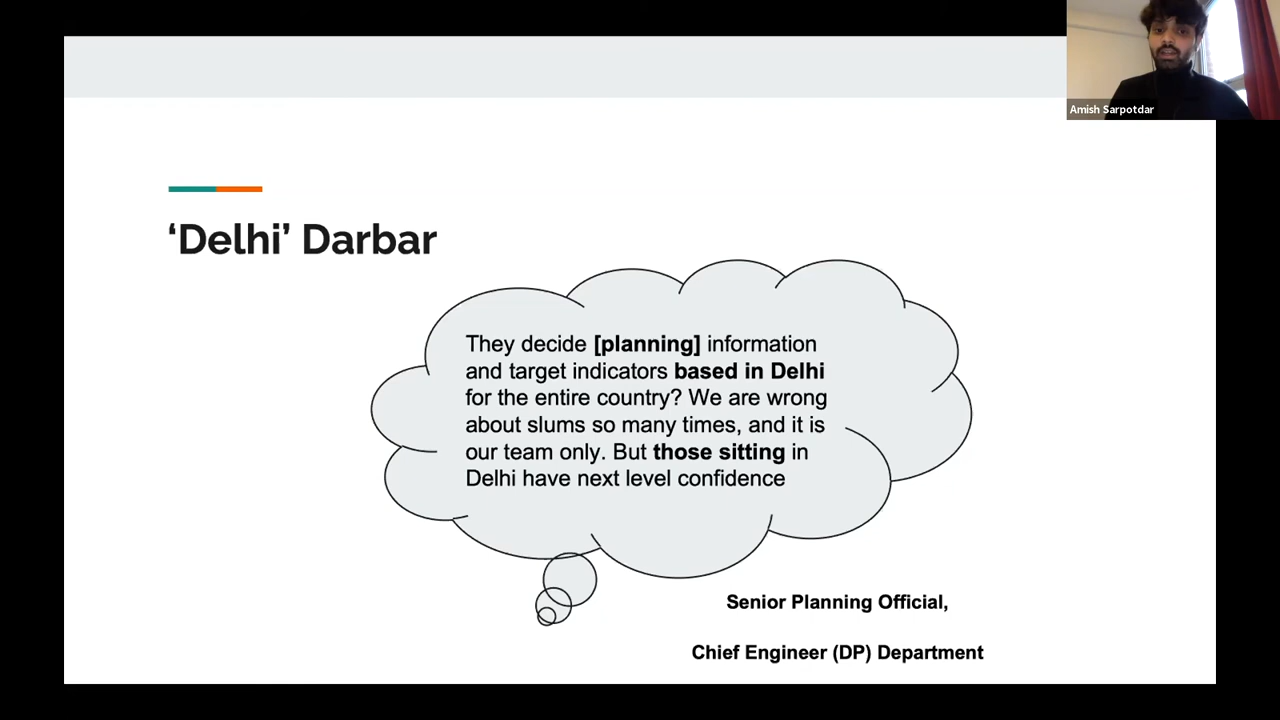 Amish Sarpotdar
‘Delhi’ Darbar
They decide [planning] information
and target indicators based in Delhi
for the entire country? We are wrong
about slums so many times, and it is
our team only. But those sitting in
Delhi have next level confidence
Senior Planning Official,
Chief Engineer (DP) Department